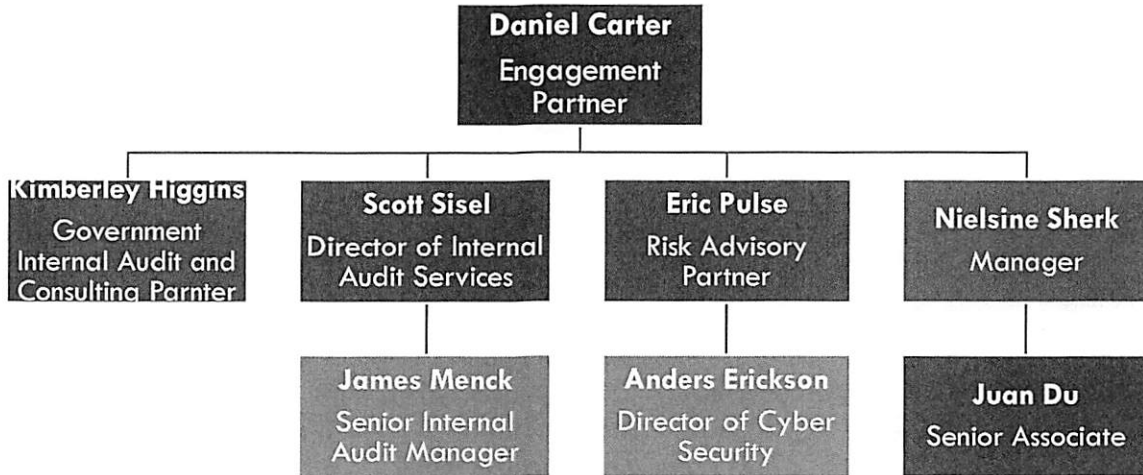 Daniel Carter
Engagement
Partner
Kimberley Higgins
Government
Internal Audit and
Consulting Parnter
Scott Sisel
Director of Internal
Audit Services
Eric Pulse
Risk Advisory
Partner
Nielsine Sherk
Manager
James Menck
Senior Internal
Audit Manager
Anders Erickson
Director of Cyber
Security
Juan Du
Senior Associate